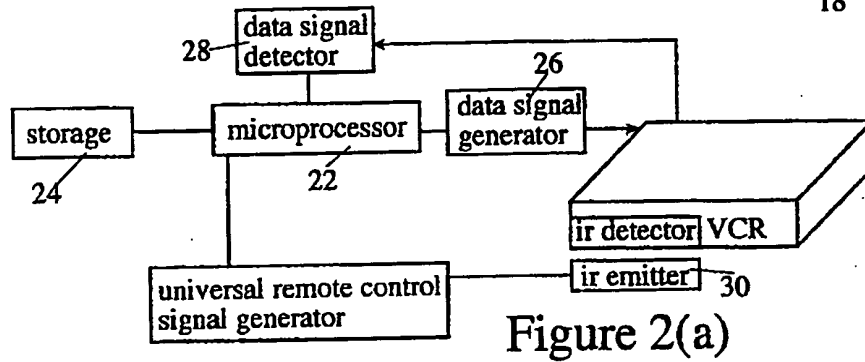 18
data signal
detector
28
26
data signal
generator
storage
microprocessor
24
22
ir detector
VCR
universal remote control
signal generator
ir emitter
30
Figure 2(a)